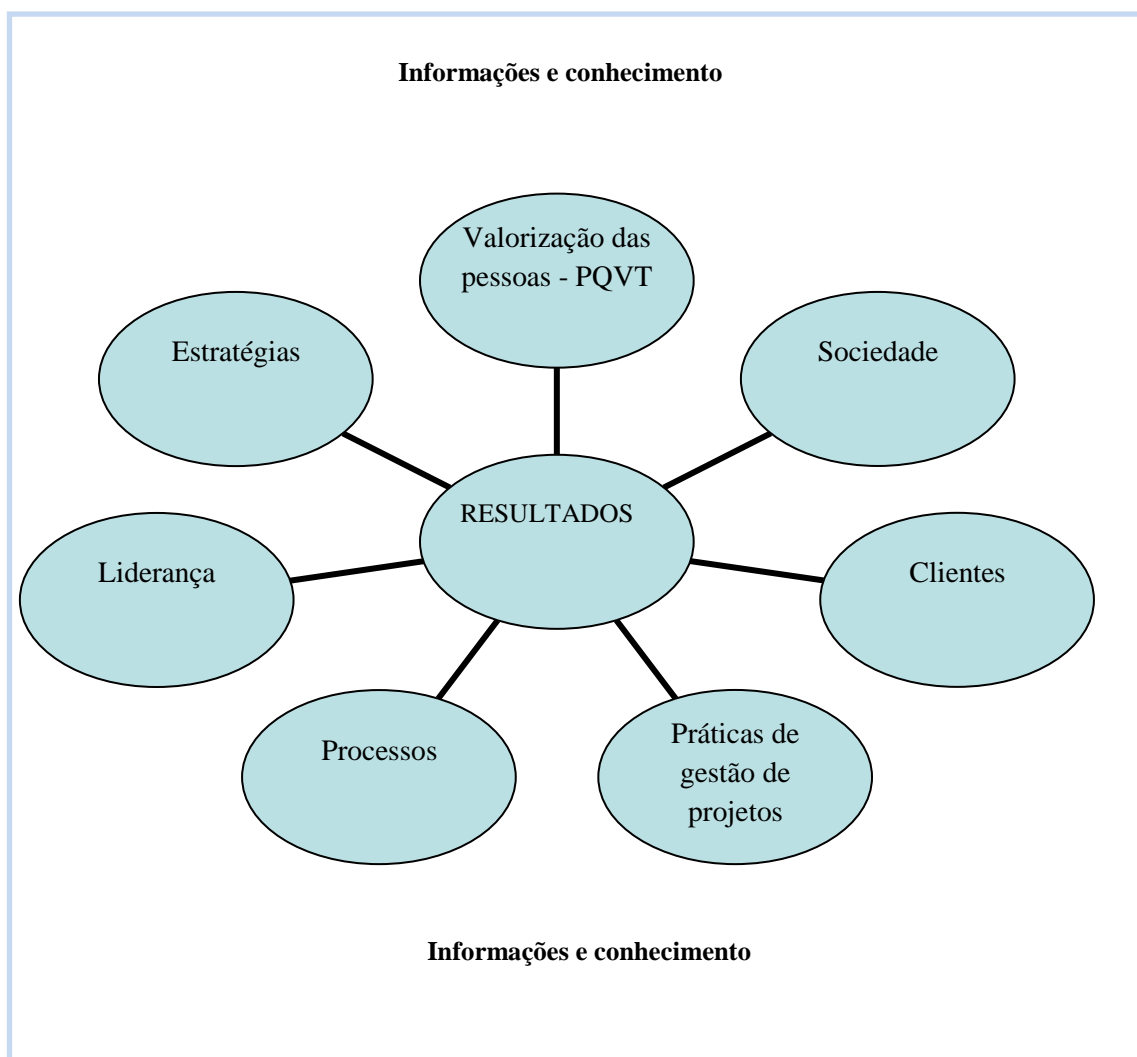 Informações e conhecimento
Valorização das
pessoas - PQVT
Estratégias
Sociedade
RESULTADOS
Liderança
Clientes
Processos
Práticas de
gestão de
projetos
Informações e conhecimento